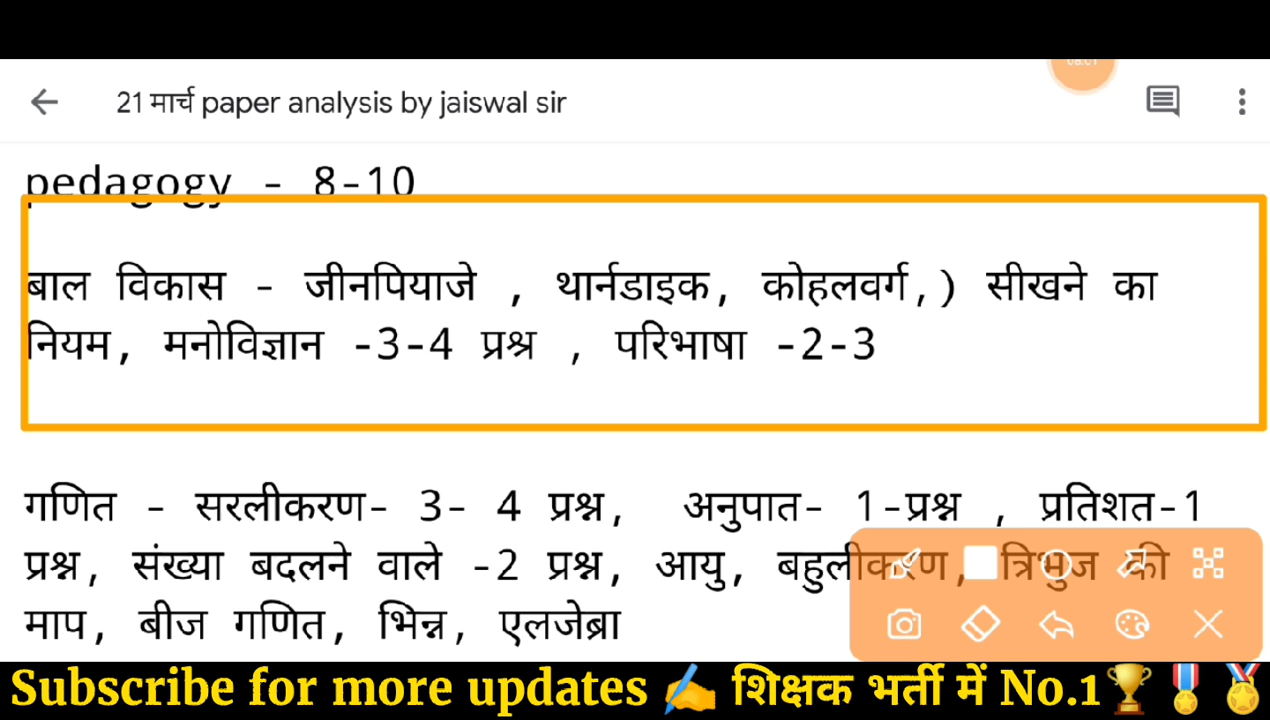 08:01
21 मार्च paper analysis by jaiswal sir
pedagogy - 8-10
बाल विकास - जीनपियाजे , थार्नडाइक, कोहलवर्ग,) सीखने का
नियम, मनोविज्ञान -3-4 प्रश्न , परिभाषा -2-3
गणित - सरलीकरण- 3- 4 प्रश्न, अनुपात- 1-प्रश्न , प्रतिशत-1
प्रश्न, संख्या बदलने वाले -2 प्रश्न, आयु, बहुलीकरण, त्रिभुज की
माप, बीज गणित, भिन्न, एलजेब्रा
Subscribe for more updates ✍️ शिक्षक भर्ती में No.1🏆🎖️🏅